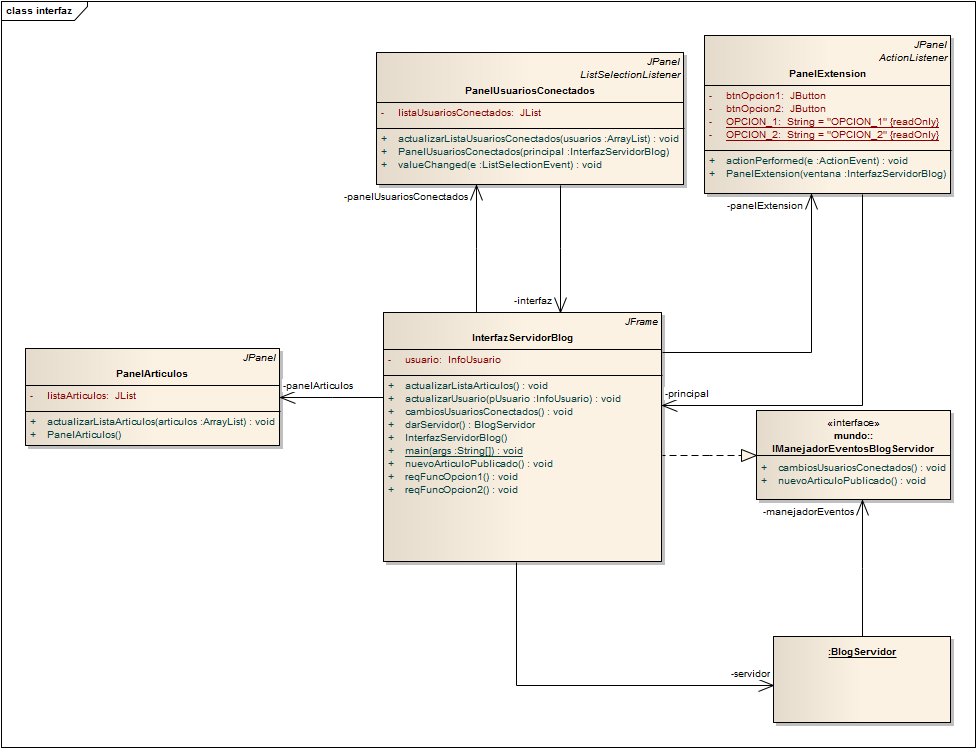 class interfaz
JPanel
ListSelectionListener
PanelUsuariosConectados
- listaUsuariosConectados: JList
+ actualizarListaUsuariosConectados(usuarios :ArrayList) : void
+ PanelUsuariosConectados(principal :InterfazServidorBlog)
+ valueChanged(e :ListSelectionEvent) : void
JPanel
ActionListener
PanelExtension
- btnOpcion1: JButton
- btnOpcion2: JButton
- OPCION_1: String = "OPCION_1" {readOnly}
- OPCION_2: String = "OPCION_2" {readOnly}
+ actionPerformed(e :ActionEvent) : void
+ PanelExtension(ventana :InterfazServidorBlog)
-panelUsuariosConectados
-panelExtension
-interfaz
JFrame
InterfazServidorBlog
- usuario: InfoUsuario
+ actualizarListaArticulos() : void
+ actualizarUsuario(pUsuario :InfoUsuario) : void
+ cambiosUsuariosConectados() : void
+ darServidor() : BlogServidor
+ InterfazServidorBlog()
+ main(args :String[]) : void
+ nuevoArticuloPublicado() : void
+ reqFuncOpcion1() : void
+ reqFuncOpcion2() : void
JPanel
PanelArticulos
- listaArticulos: JList
+ actualizarListaArticulos(articulos :ArrayList) : void
+ PanelArticulos()
-panelArticulos
-principal
«interface»
mundo::
IManejadorEventosBlogServidor
+ cambiosUsuariosConectados() : void
+ nuevoArticuloPublicado() : void
-manejadorEventos
:BlogServidor
-servidor